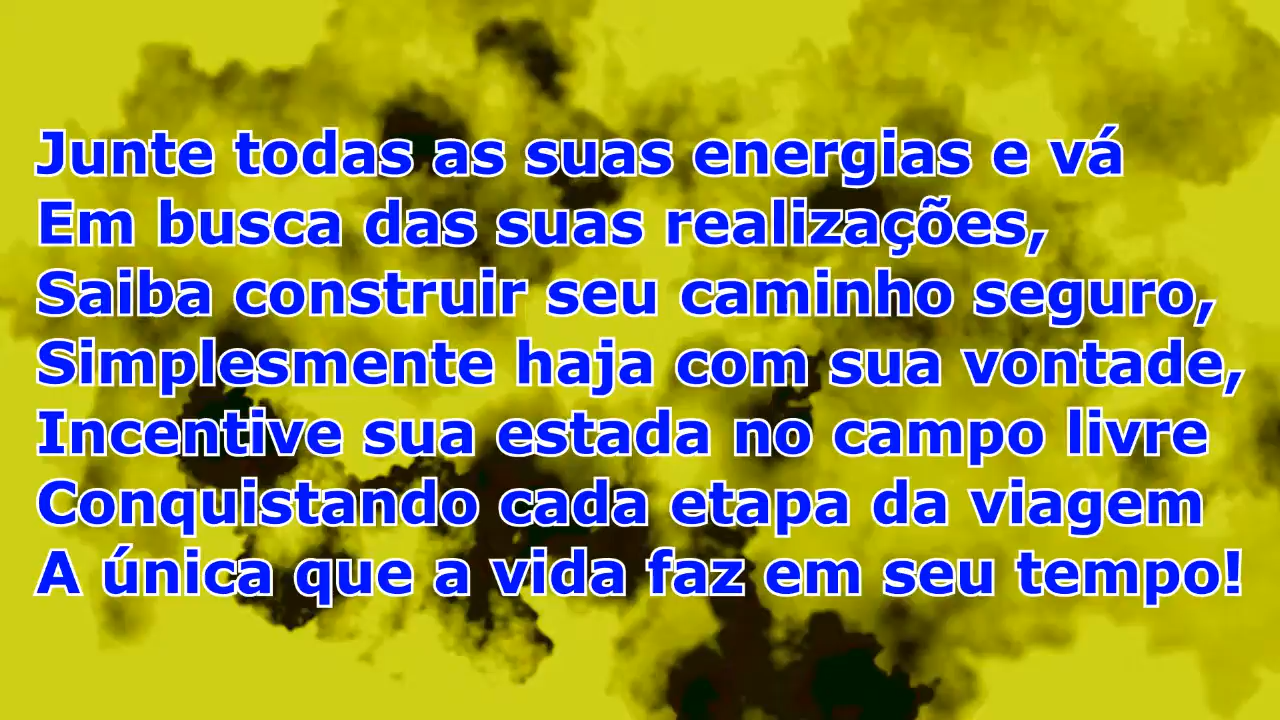 Junte todas as suas energias e vá
Em busca das suas realizações,
Saiba construir seu caminho seguro,
Simplesmente haja com sua vontade,
Incentive sua estada no campo livre
Conquistando cada etapa da viagem
A única que a vida faz em seu tempo!